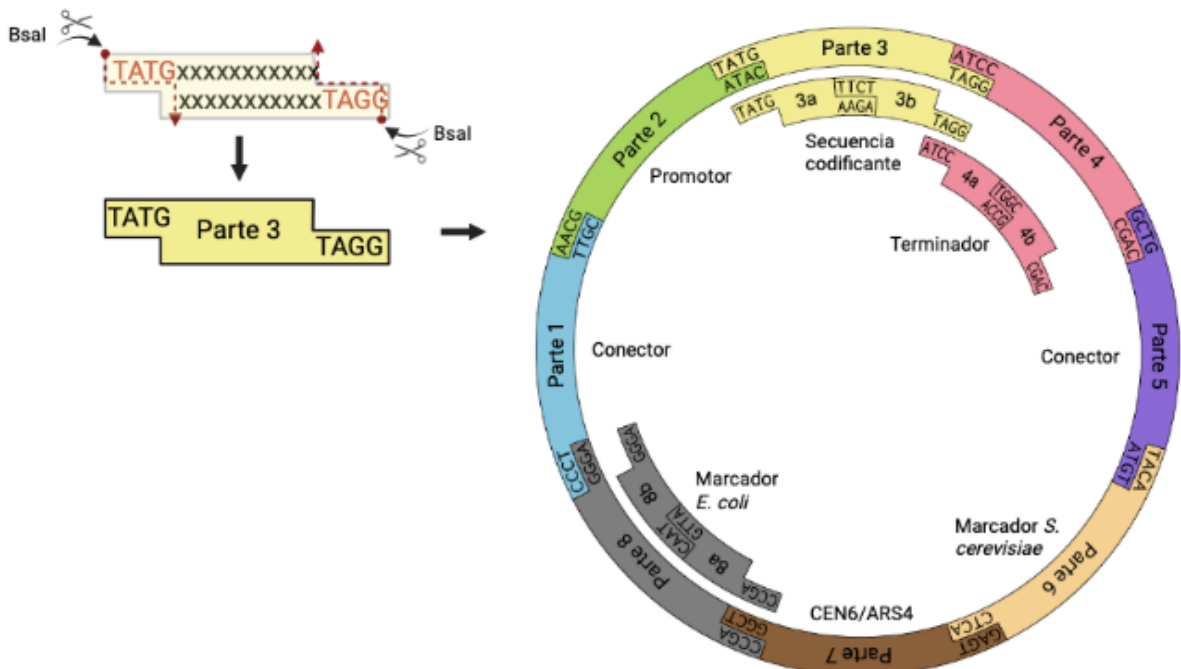 BsaI
TATGxxxxxxxxxxx
xxxxxxxxxxxTAGG
BsaI
TATG
Parte 3
TAGG
Parte 3
TATG
ATAC
ATCC
TAGG
TATG
3a
TTCT
AAGA
3b
TAGG
Secuencia
codificante
Parte 2
Promotor
Parte 4
ATCC
4a
TGGC
ACCG
4b
CGAC
Terminador
GCTG
CGAC
AACG
TTGC
Parte 1
Conector
Conector
Parte 5
CCCT
GGGA
GGGA
8b
GTTA
CAAT
8a
CCGA
Marcador
E. coli
Parte 8
ATGT
TACA
Marcador S.
cerevisiae
Parte 6
CCGA
GGCT
CEN6/ARS4
Parte 7
CTCA
GAGT